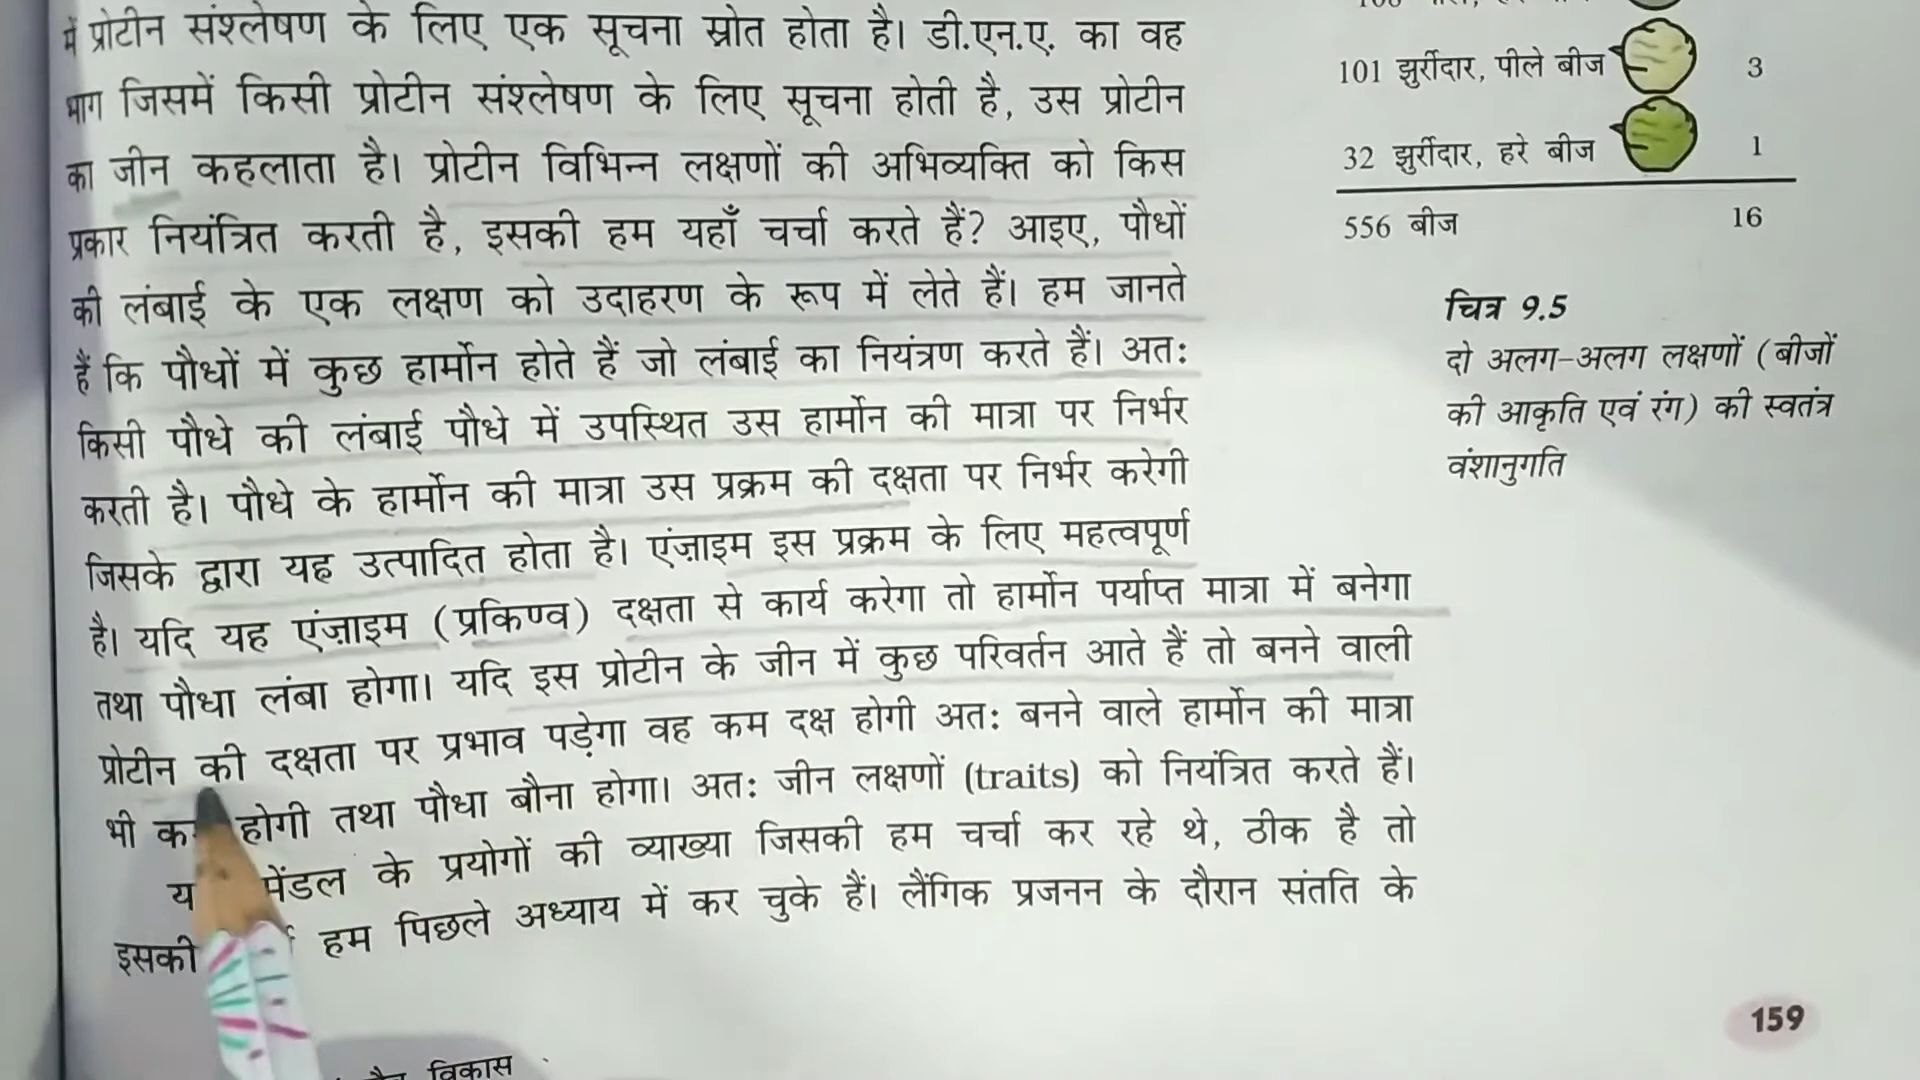 में प्रोटीन संश्लेषण के लिए एक सूचना स्रोत होता है। डी.एन.ए. का वह
भाग जिसमें किसी प्रोटीन संश्लेषण के लिए सूचना होती है, उस प्रोटीन
का जीन कहलाता है। प्रोटीन विभिन्न लक्षणों की अभिव्यक्ति को किस
प्रकार नियंत्रित करती है, इसकी हम यहाँ चर्चा करते हैं? आइए, पौधों
की लंबाई के एक लक्षण को उदाहरण के रूप में लेते हैं। हम जानते
हैं कि पौधों में कुछ हार्मोन होते हैं जो लंबाई का नियंत्रण करते हैं। अतः
किसी पौधे की लंबाई पौधे में उपस्थित उस हार्मोन की मात्रा पर निर्भर
करती है। पौधे के हार्मोन की मात्रा उस प्रक्रम की दक्षता पर निर्भर करेगी
जिसके द्वारा यह उत्पादित होता है। एंज़ाइम इस प्रक्रम के लिए महत्वपूर्ण
है। यदि यह एंज़ाइम (प्रकिण्व) दक्षता से कार्य करेगा तो हार्मोन पर्याप्त मात्रा में बनेगा
तथा पौधा लंबा होगा। यदि इस प्रोटीन के जीन में कुछ परिवर्तन आते हैं तो बनने वाली
प्रोटीन की दक्षता पर प्रभाव पड़ेगा वह कम दक्ष होगी अतः बनने वाले हार्मोन की मात्रा
भी होगी तथा पौधा बौना होगा। अतः जीन लक्षणों (traits) को नियंत्रित करते हैं।
मेंडल के प्रयोगों की व्याख्या जिसकी हम चर्चा कर रहे थे, ठीक है तो
इसकी हम पिछले अध्याय में कर चुके हैं। लैंगिक प्रजनन के दौरान संतति के
विकास
101 झुर्रीदार, पीले बीज 3
32 झुर्रीदार, हरे बीज 1
556 बीज 16
चित्र 9.5
दो अलग-अलग लक्षणों (बीजों
की आकृति एवं रंग) की स्वतंत्र
वंशानुगति
159